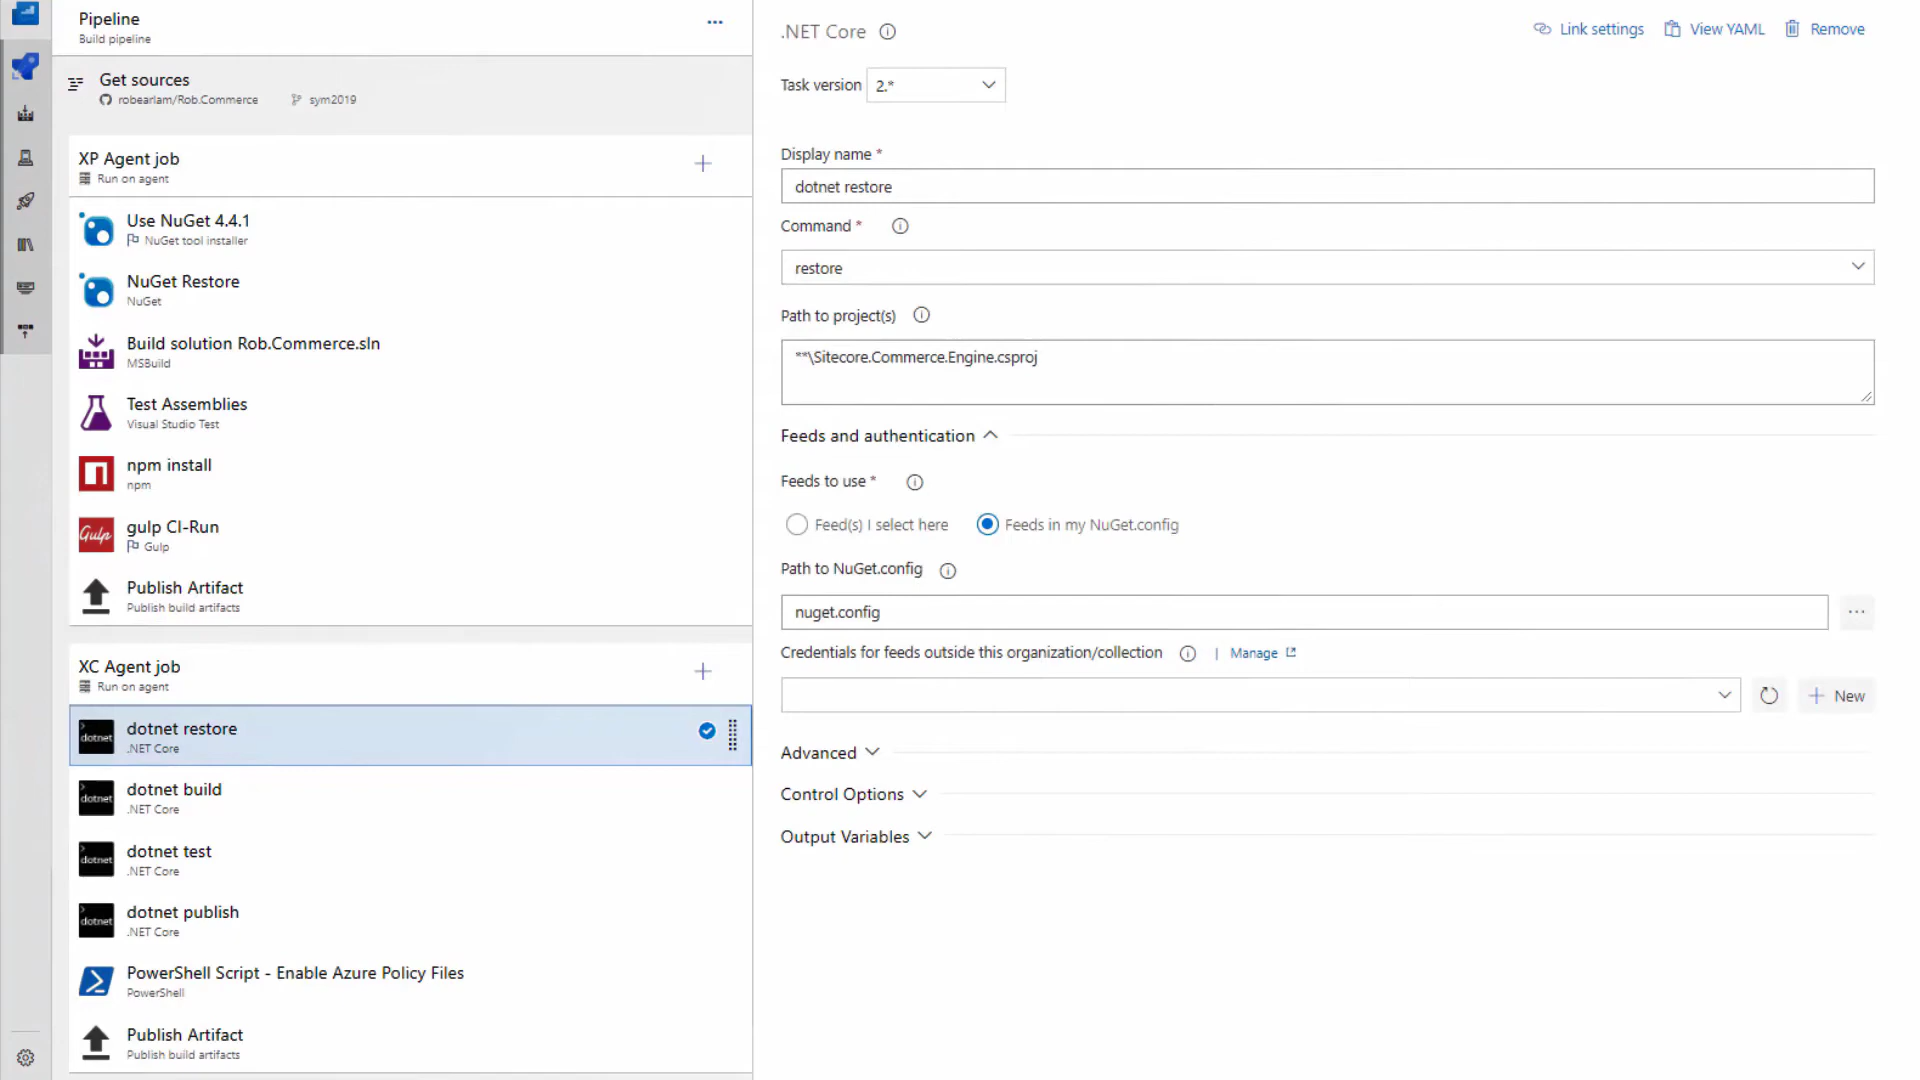 Pipeline
Build pipeline
Get sources
robearlam/Rob.Commerce sym2019
XP Agent job
Run on agent
Use NuGet 4.4.1
NuGet tool installer
NuGet Restore
NuGet
Build solution Rob.Commerce.sln
MSBuild
Test Assemblies
Visual Studio Test
npm install
npm
Gulp
gulp CI-Run
Gulp
Publish Artifact
Publish build artifacts
XC Agent job
Run on agent
dotnet
dotnet restore
.NET Core
dotnet
dotnet build
.NET Core
dotnet
dotnet test
.NET Core
dotnet
dotnet publish
.NET Core
PowerShell Script - Enable Azure Policy Files
PowerShell
Publish Artifact
Publish build artifacts
.NET Core
Link settings View YAML Remove
Task version 2.*
Display name *
dotnet restore
Command *
restore
Path to project(s)
**\Sitecore.Commerce.Engine.csproj
Feeds and authentication
Feeds to use *
Feed(s) I select here Feeds in my NuGet.config
Path to NuGet.config
nuget.config
Credentials for feeds outside this organization/collection | Manage
New
Advanced
Control Options
Output Variables